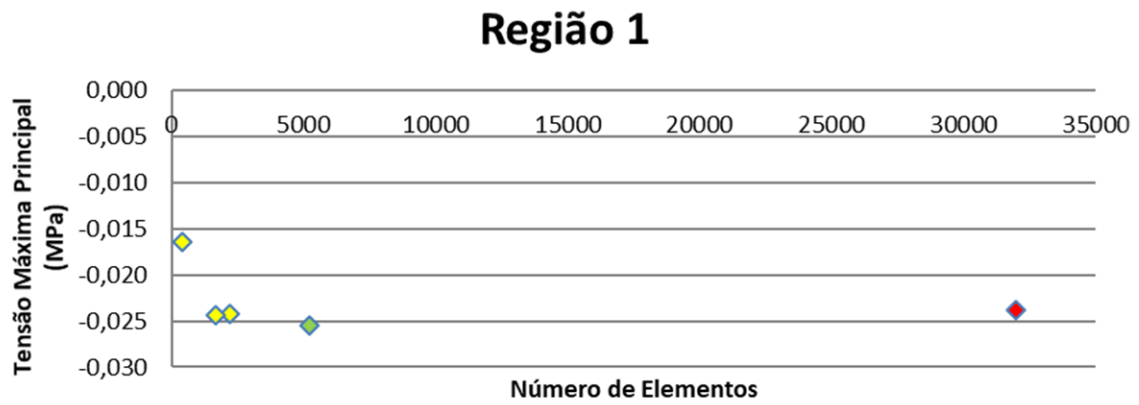 Região 1
Tensão Máxima Principal
(MPa)
0,000
0 5000 10000 15000 20000 25000 30000 35000
-0,005
-0,010
-0,015
-0,020
-0,025
-0,030
Número de Elementos